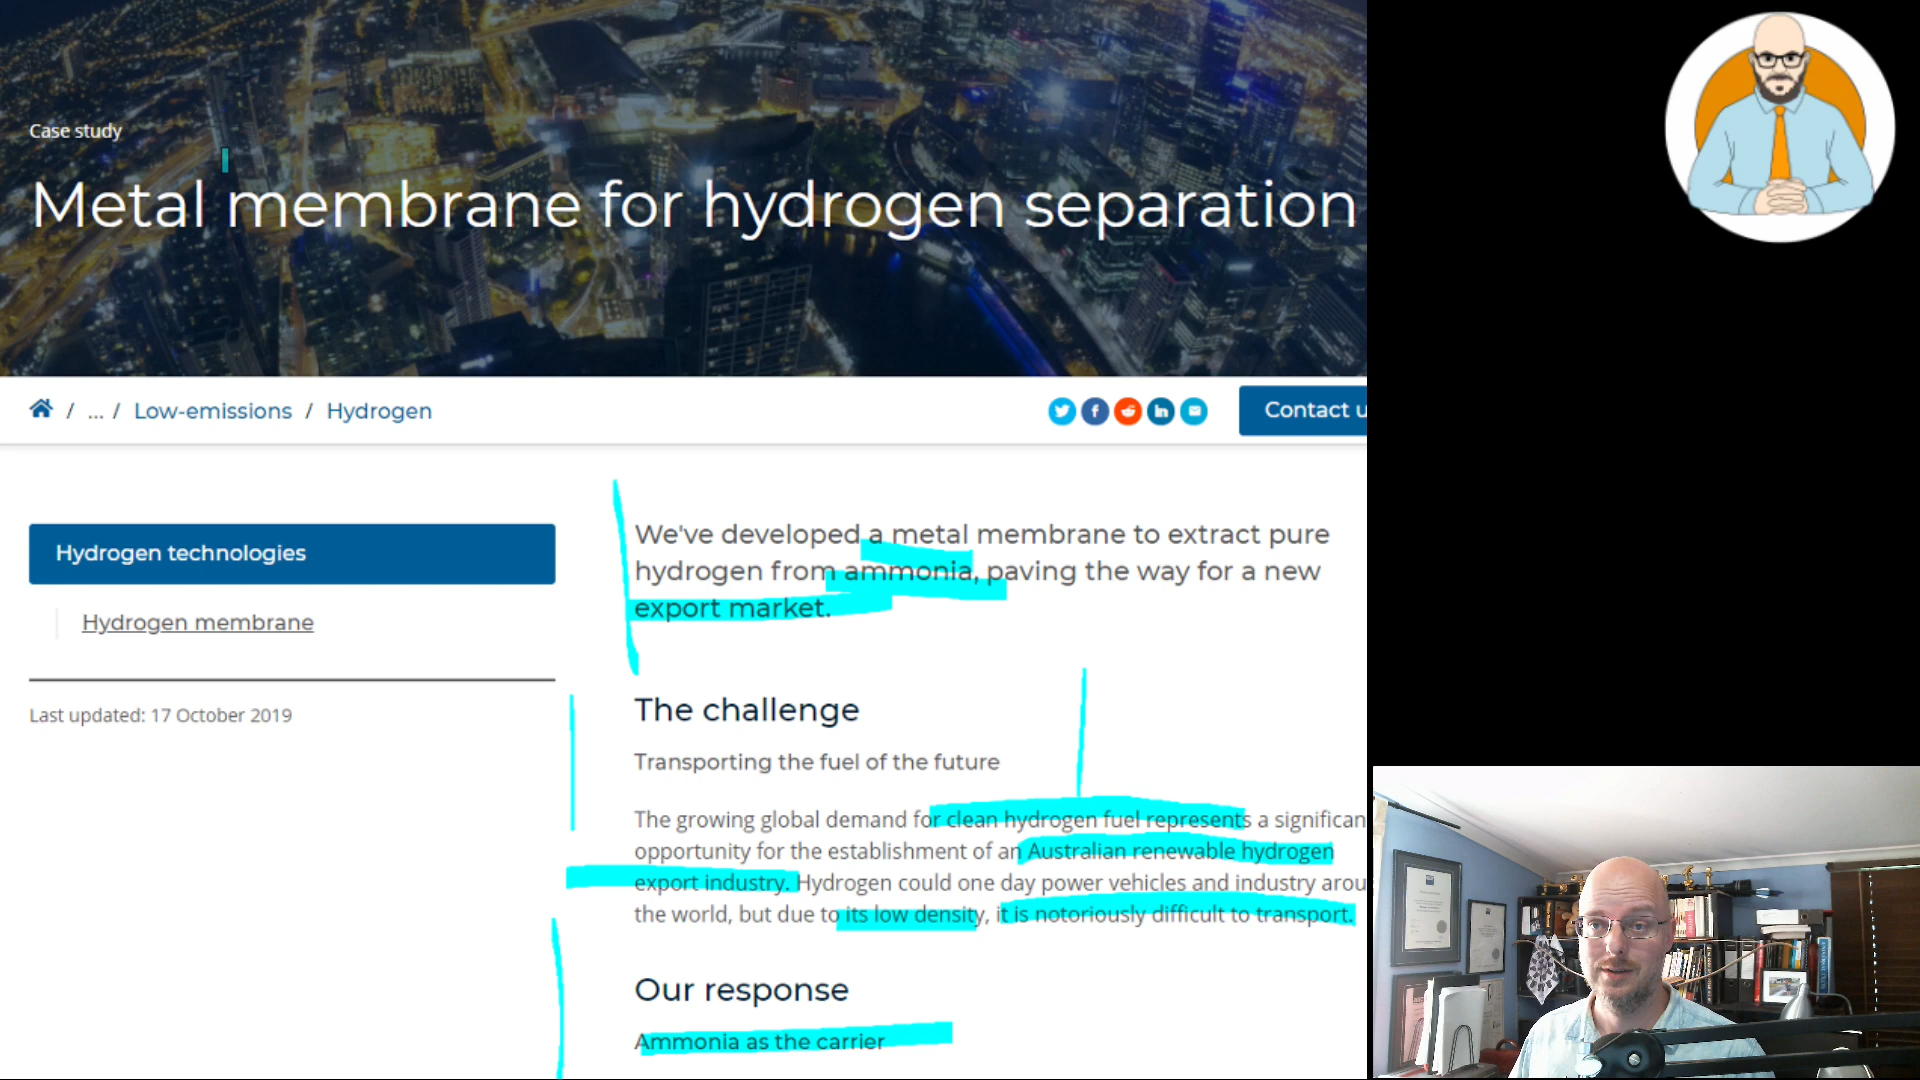 Case study
Metal membrane for hydrogen separation
/ ... / Low-emissions / Hydrogen
Contact u
Hydrogen technologies
Hydrogen membrane
Last updated: 17 October 2019
We've developed a metal membrane to extract pure
hydrogen from ammonia, paving the way for a new
export market.
The challenge
Transporting the fuel of the future
The growing global demand for clean hydrogen fuel represents a significan
opportunity for the establishment of an Australian renewable hydrogen
export industry. Hydrogen could one day power vehicles and industry arou
the world, but due to its low density, it is notoriously difficult to transport.
Our response
Ammonia as the carrier